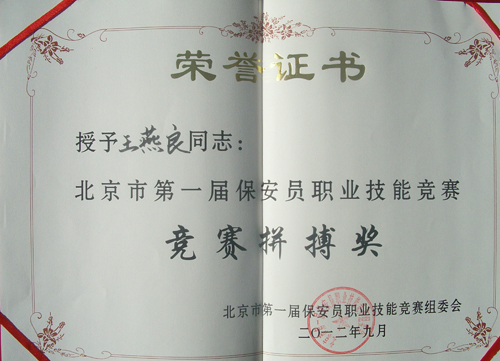 荣誉证书
授予王燕良同志：
北京市第一届保安员职业技能竞赛
竞赛拼搏奖
北京市第一届保安员职业技能竞赛组委会
二〇一二年九月